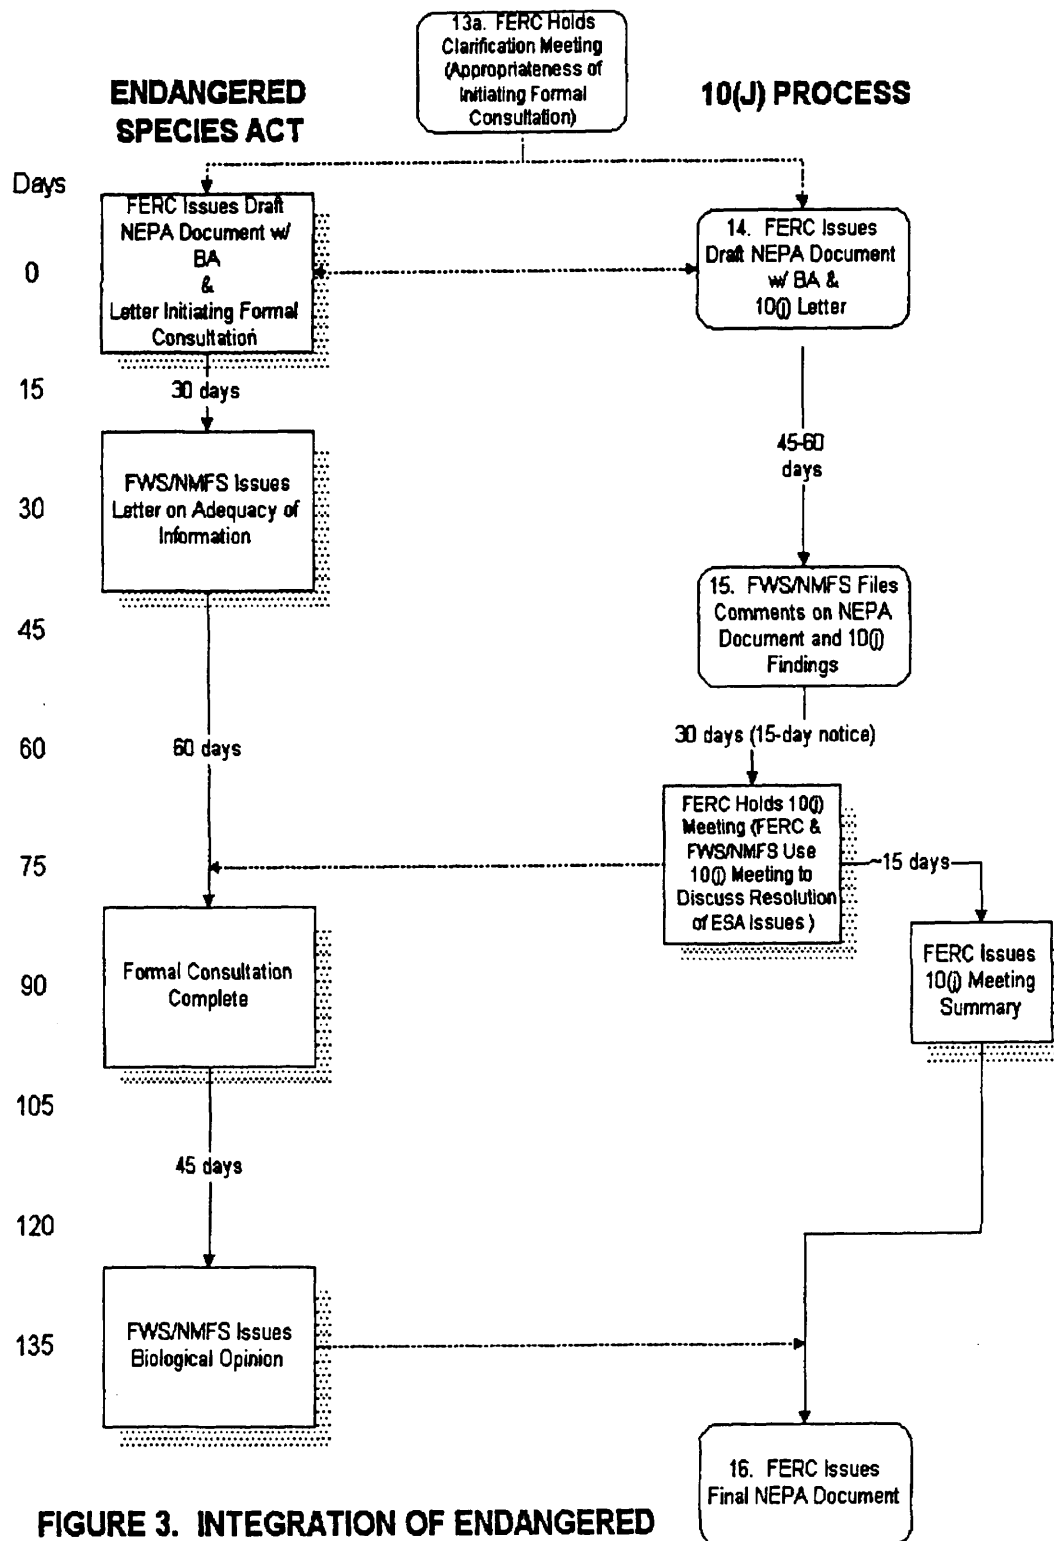 13a. FERC Holds
Clarification Meeting
(Appropriateness of
Initiating Formal
Consultation)
ENDANGERED
SPECIES ACT
10(J) PROCESS
Days
FERC Issues Draft
NEPA Document w/
BA
&
Letter Initiating Formal
Consultation
14. FERC Issues
Draft NEPA Document
w/ BA &
10(j) Letter
0
15
30 days
45-60
days
FWS/NMFS Issues
Letter on Adequacy of
Information
30
15. FWS/NMFS Files
Comments on NEPA
Document and 10(j)
Findings
45
30 days (15-day notice)
60
60 days
FERC Holds 10(j)
Meeting (FERC &
FWS/NMFS Use
10(j) Meeting to
Discuss Resolution
of ESA Issues )
~15 days
75
Formal Consultation
Complete
90
FERC Issues
10(j) Meeting
Summary
105
45 days
120
FWS/NMFS Issues
Biological Opinion
135
16. FERC Issues
Final NEPA Document
FIGURE 3. INTEGRATION OF ENDANGERED